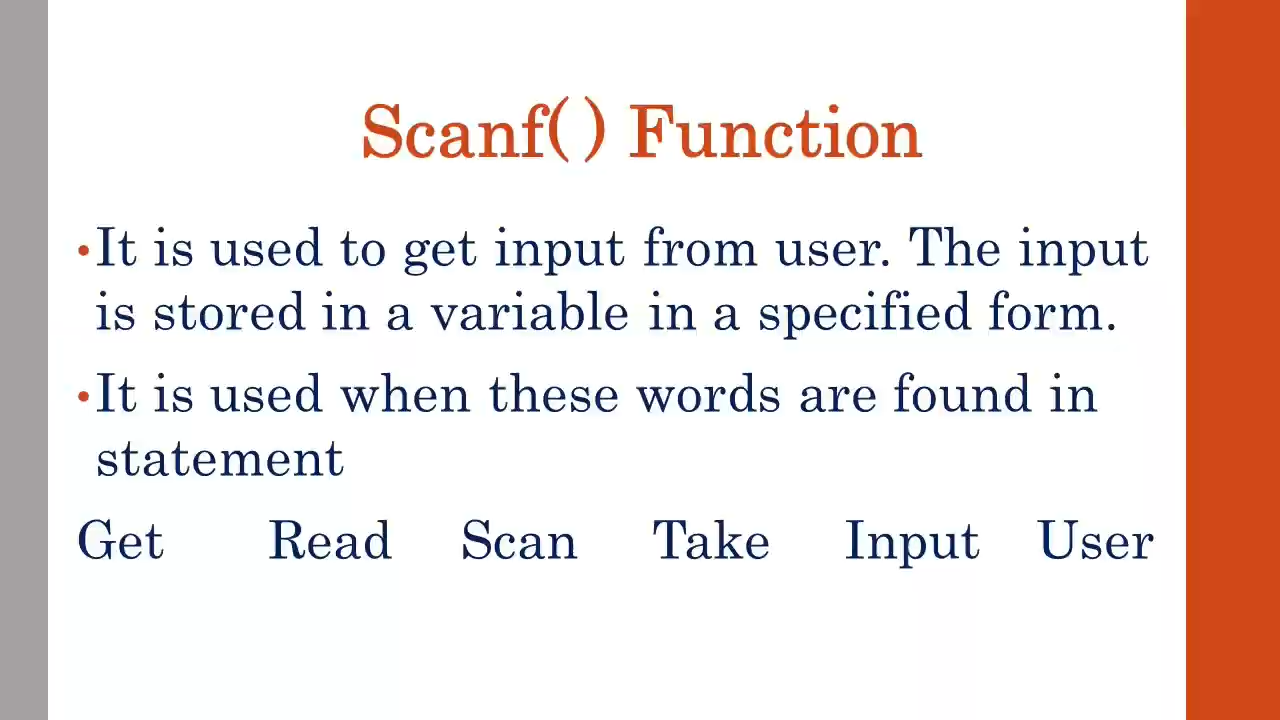 Scanf( ) Function
•It is used to get input from user. The input
is stored in a variable in a specified form.
•It is used when these words are found in
statement
Get Read Scan Take Input User